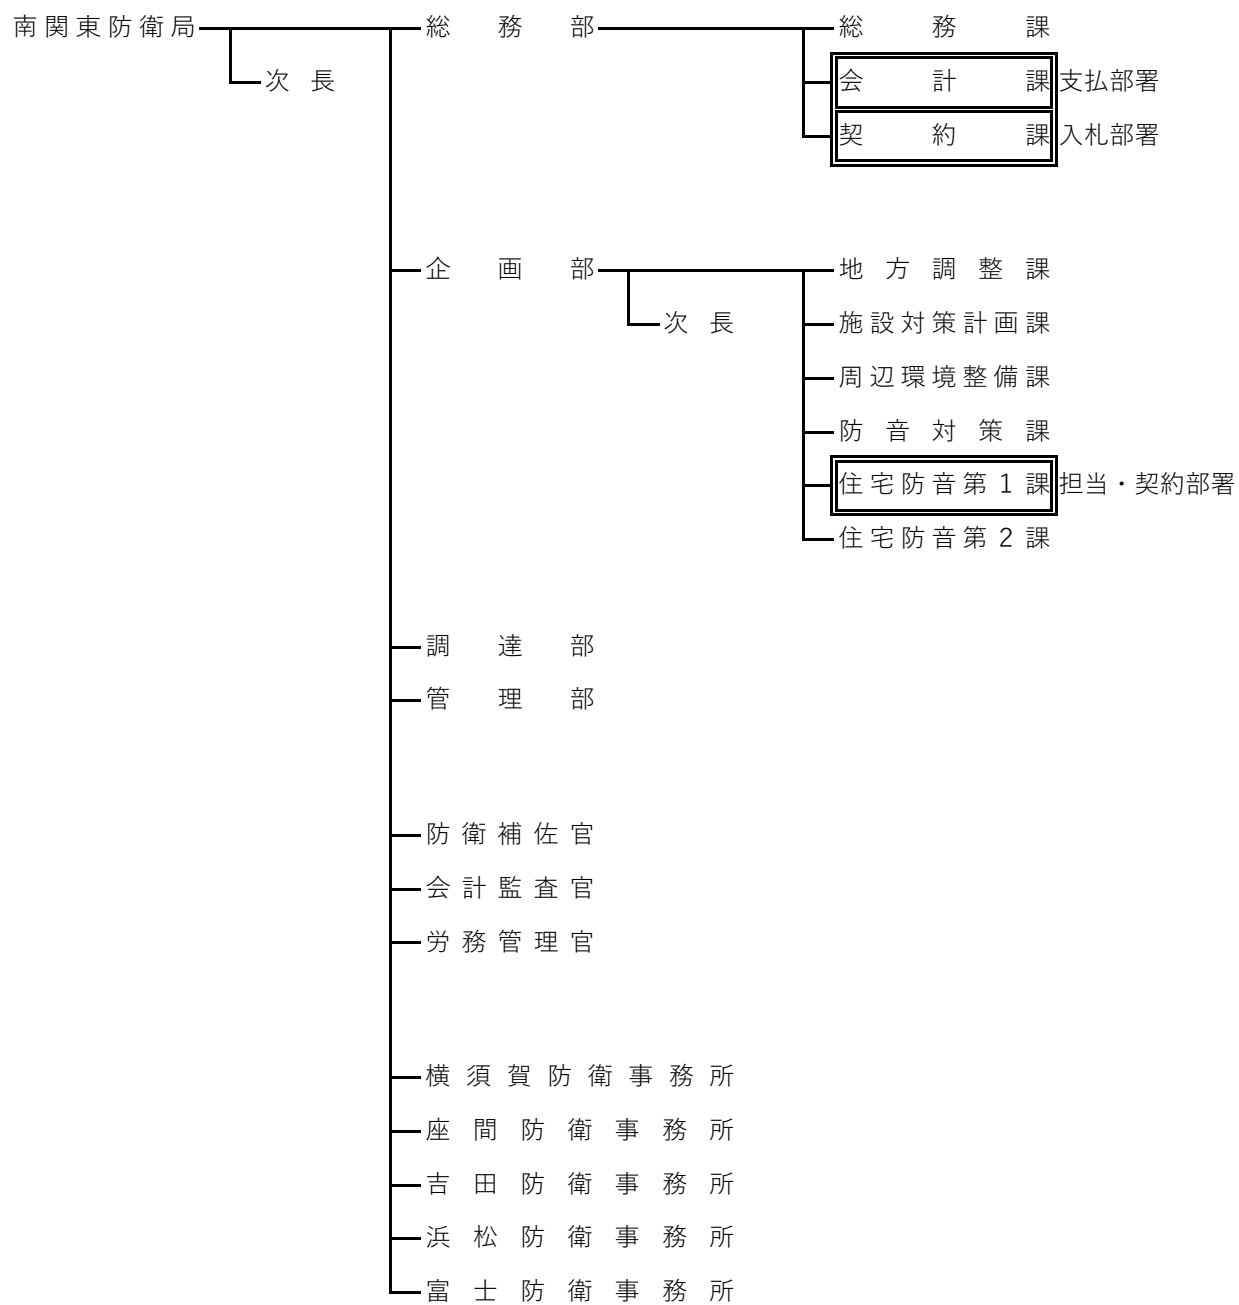 南関東防衛局 総務部 総務課
次長 会計課 支払部署
契約課 入札部署
企画部 地方調整課
次長 施設対策計画課
周辺環境整備課
防音対策課
住宅防音第1課 担当・契約部署
住宅防音第2課
調達部
管理部
防衛補佐官
会計監査官
労務管理官
横須賀防衛事務所
座間防衛事務所
吉田防衛事務所
浜松防衛事務所
富士防衛事務所